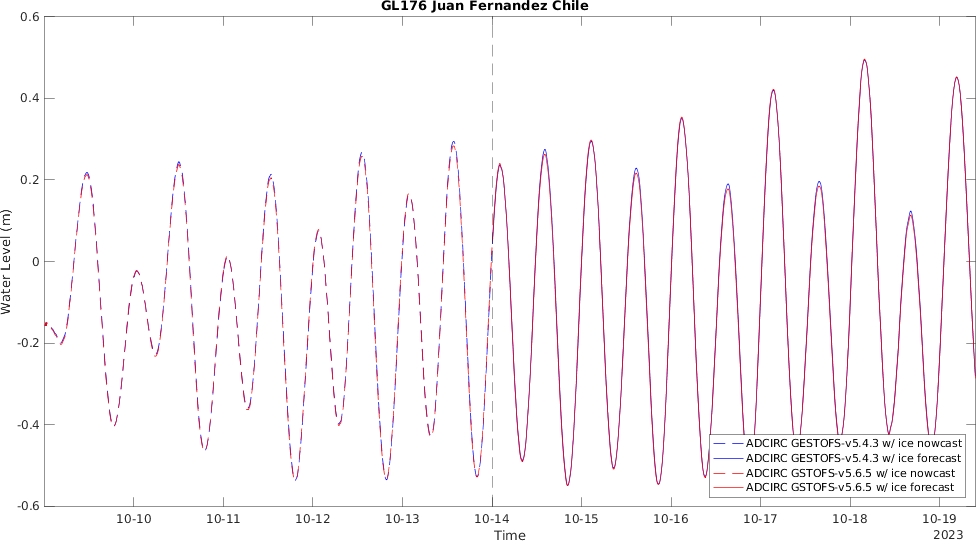 GL176 Juan Fernandez Chile
0.6
0.4
0.2
0
-0.2
-0.4
-0.6
Water Level (m)
ADCIRC GESTOFS-v5.4.3 w/ ice nowcast
ADCIRC GESTOFS-v5.4.3 w/ ice forecast
ADCIRC GSTOFS-v5.6.5 w/ ice nowcast
ADCIRC GSTOFS-v5.6.5 w/ ice forecast
10-10 10-11 10-12 10-13 10-14 10-15 10-16 10-17 10-18 10-19
Time
2023